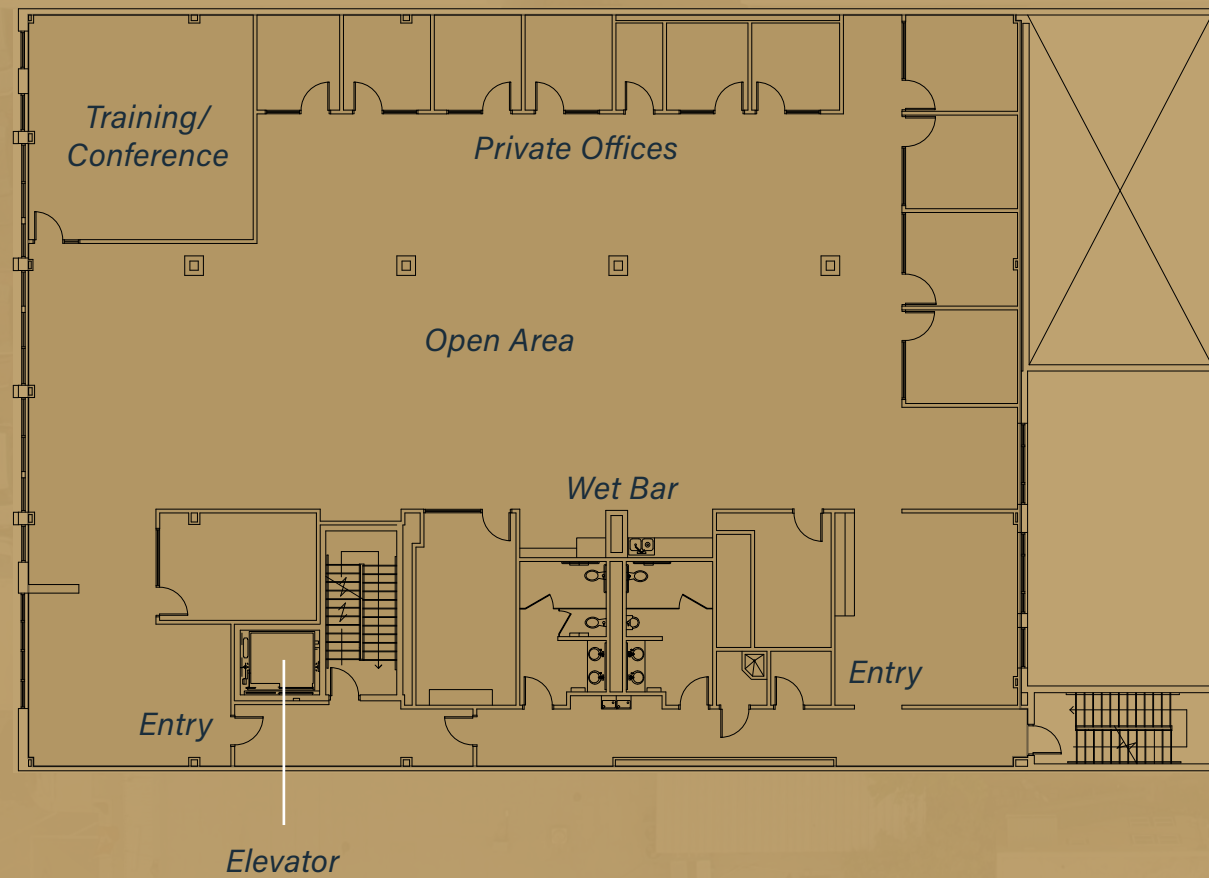 Training/
Conference
Private Offices
Open Area
Wet Bar
Entry
Entry
Elevator